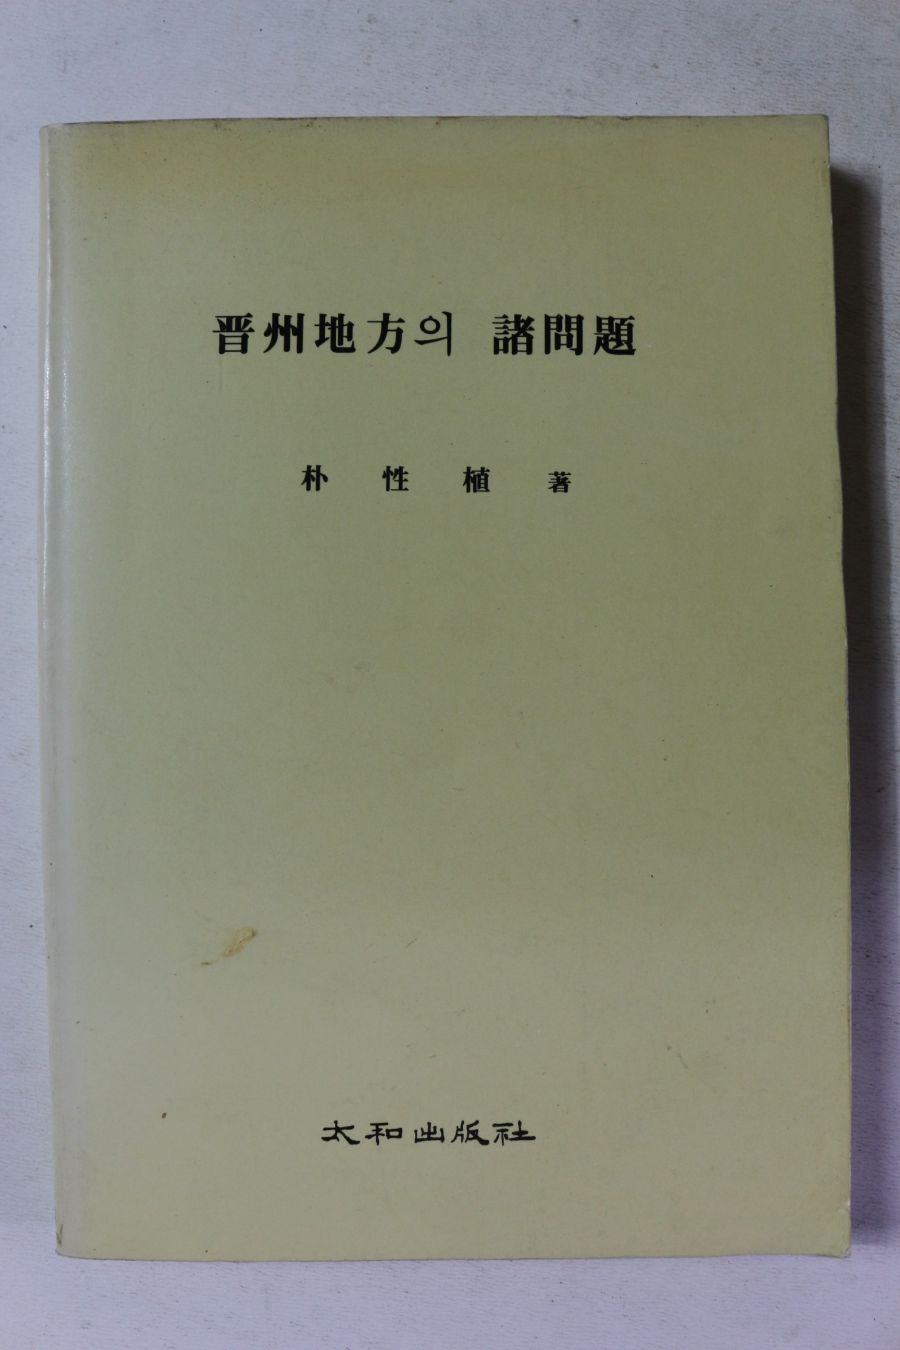 晋州地方의 諸問題
朴性植 著
太和出版社